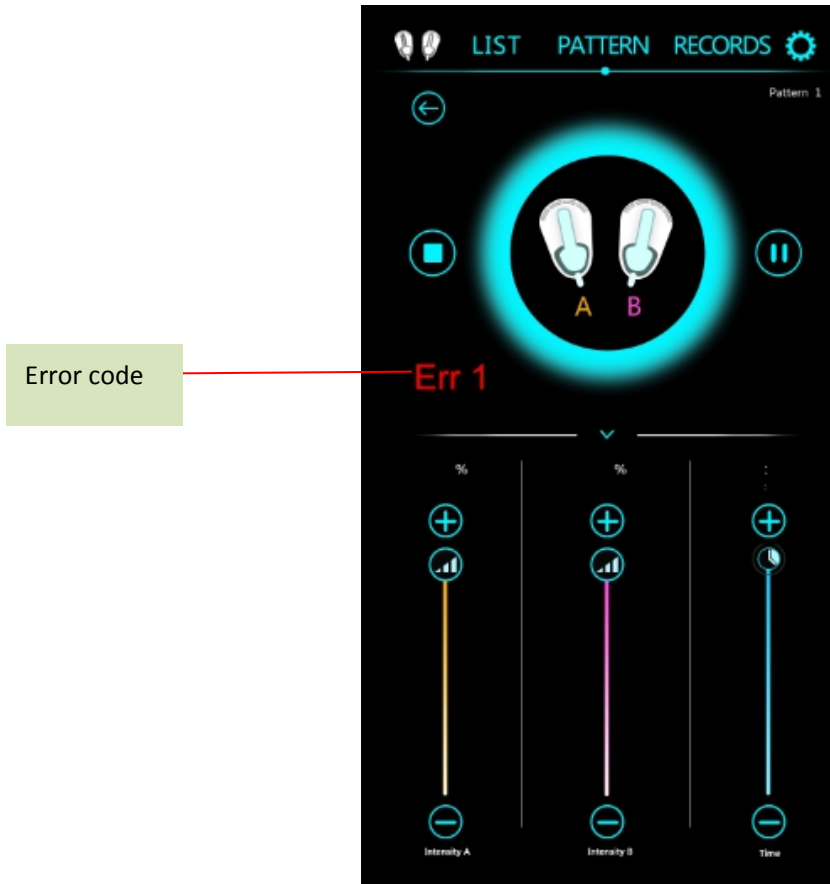 LIST PATTERN RECORDS
Pattern 1
A B
Error code
Err 1
% % :
Intensity A Intensity B Time